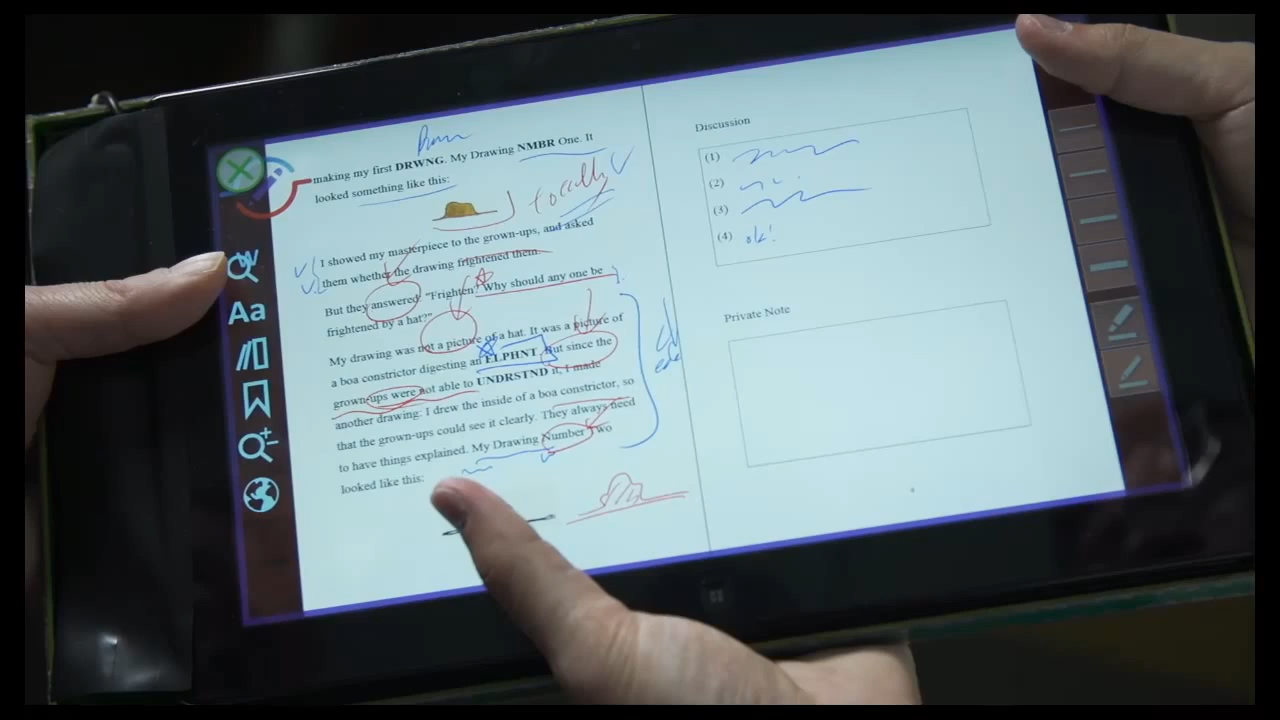 making my first DRWNG. My Drawing NMBR One. It
looked something like this:
I showed my masterpiece to the grown-ups, and asked
them whether the drawing frightened them.
But they answered: "Frighten? Why should any one be
frightened by a hat?"
My drawing was not a picture of a hat. It was a picture of
a boa constrictor digesting an ELPHNT. But since the
grown-ups were not able to UNDRSTND it, I made
another drawing: I drew the inside of a boa constrictor, so
that the grown-ups could see it clearly. They always need
to have things explained. My Drawing Number Two
looked like this:
Aa
Discussion
(1)
(2)
(3)
(4) ok!
Private Note